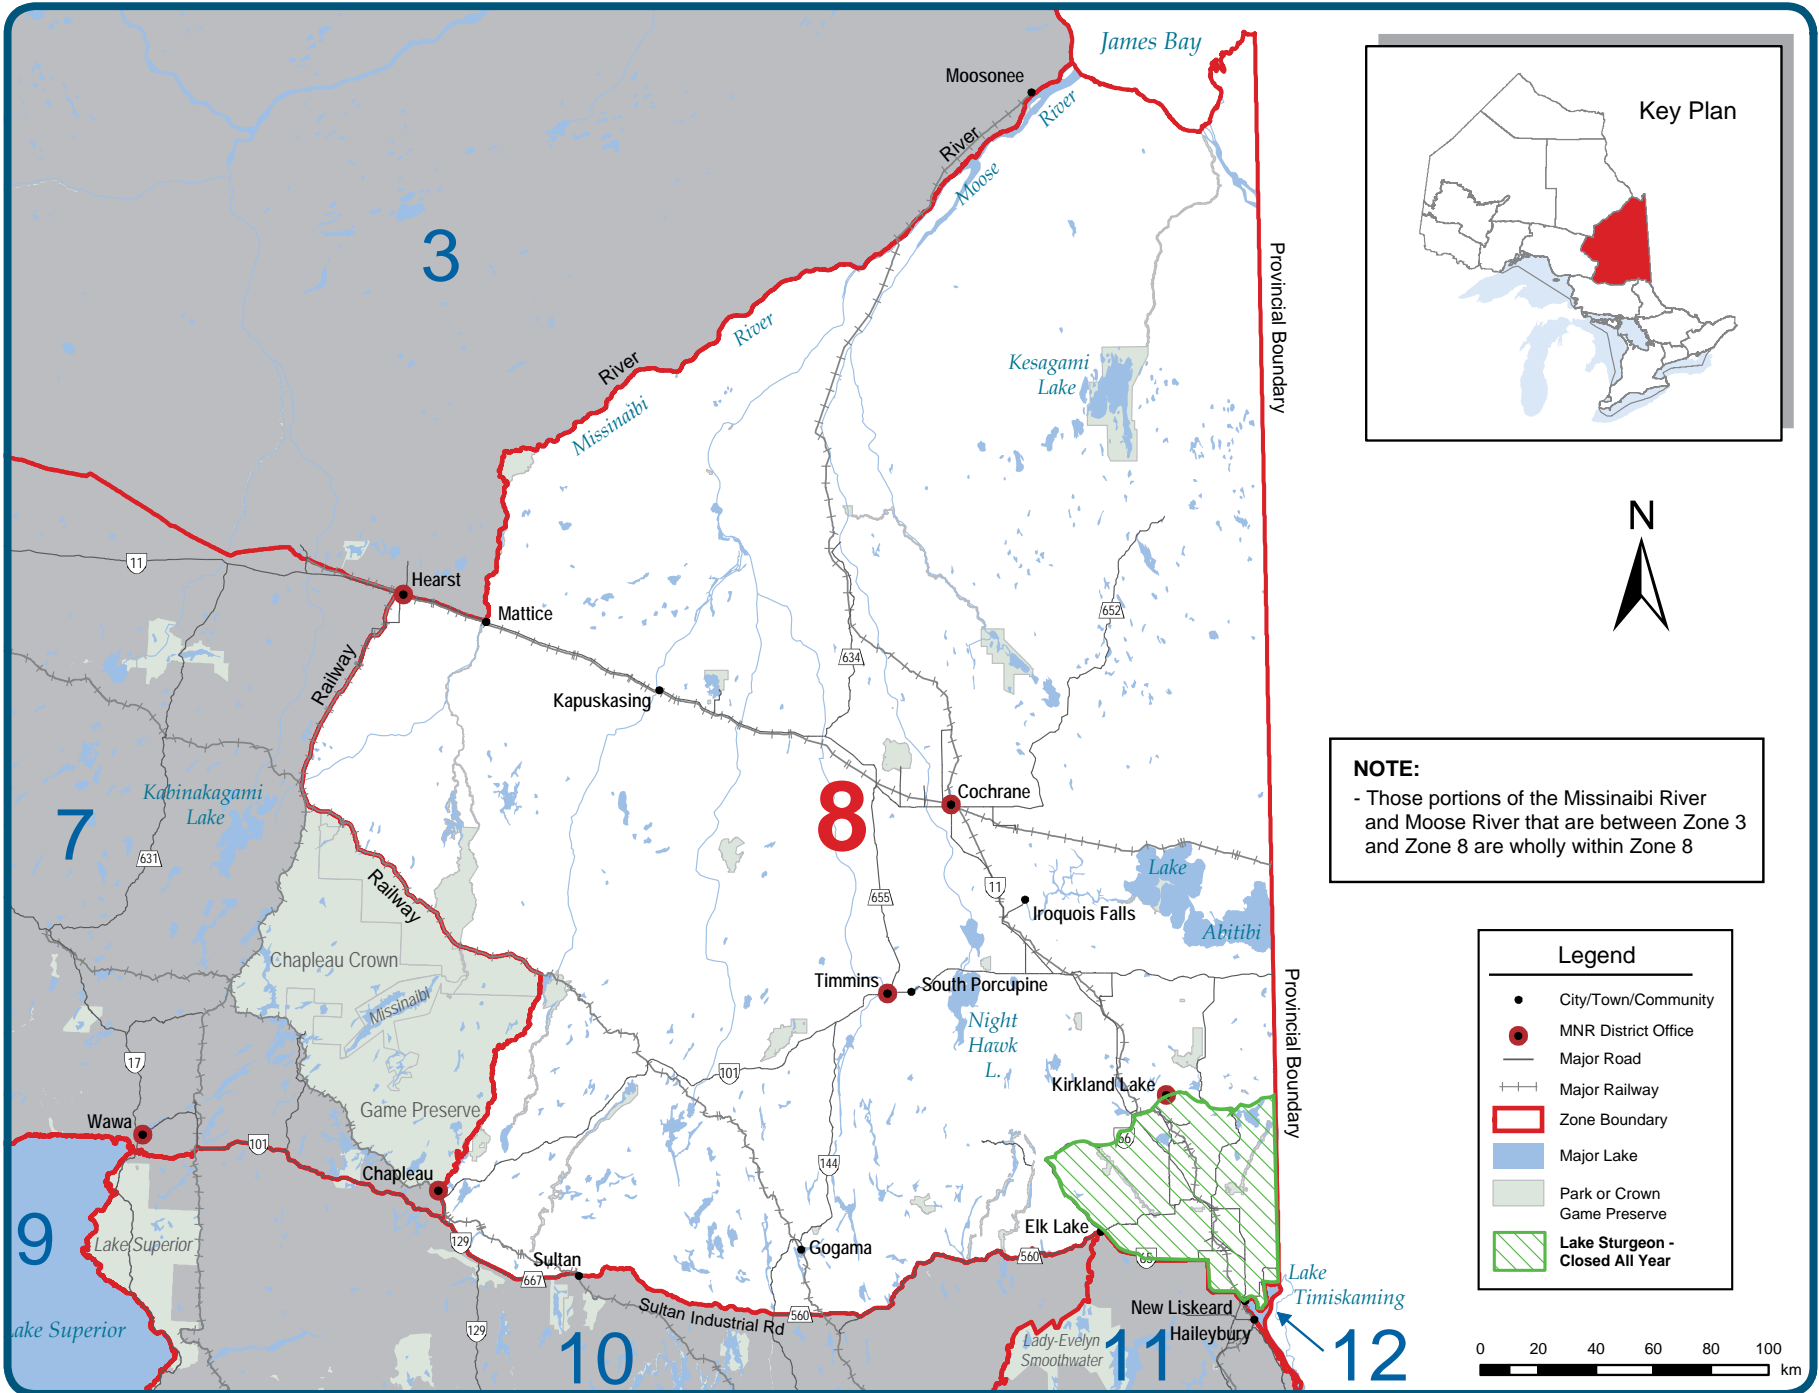 James Bay
Moosonee
River
River
Moose
Key Plan
3
Provincial Boundary
River
River
Missinaibi
Kesagami
Lake
N
11
Hearst
Mattice
652
634
Railway
Kapuskasing
NOTE:
- Those portions of the Missinaibi River
and Moose River that are between Zone 3
and Zone 8 are wholly within Zone 8
Kabinakagami
Lake
7
8
Cochrane
631
Railway
655
11
Lake
Abitibi
Iroquois Falls
Chapleau Crown
Missinaibi
Timmins
South Porcupine
Night
Hawk
L.
Provincial Boundary
Legend
City/Town/Community
MNR District Office
Major Road
Major Railway
Zone Boundary
Major Lake
Park or Crown
Game Preserve
Lake Sturgeon -
Closed All Year
17
101
Kirkland Lake
Game Preserve
Wawa
101
66
Chapleau
144
9
Lake Superior
129
Elk Lake
Gogama
560
65
Sultan
667
Lake
Timiskaming
Sultan Industrial Rd
560
New Liskeard
Haileybury
ake Superior
129
10
Lady-Evelyn
Smoothwater
11
12
0 20 40 60 80 100
km